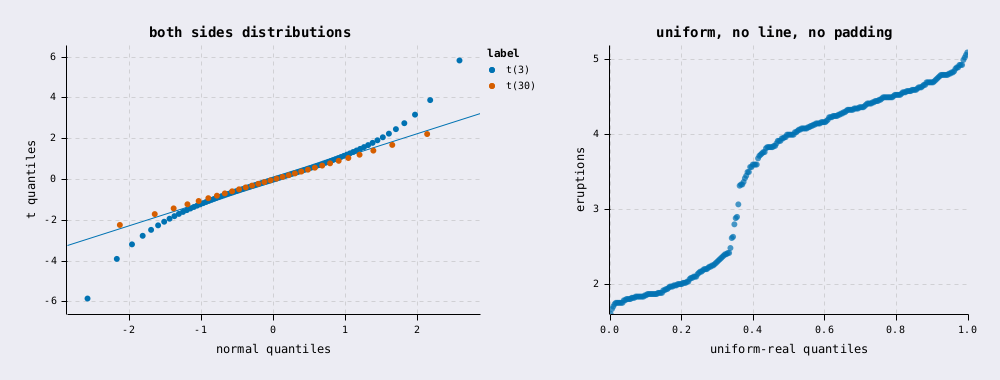 both sides distributions
label
t(3)
t(30)
6
4
2
0
-2
-4
-6
t quantiles
-2
-1
0
1
2
normal quantiles
uniform, no line, no padding
5
4
3
2
eruptions
0.0
0.2
0.4
0.6
0.8
1.0
uniform-real quantiles